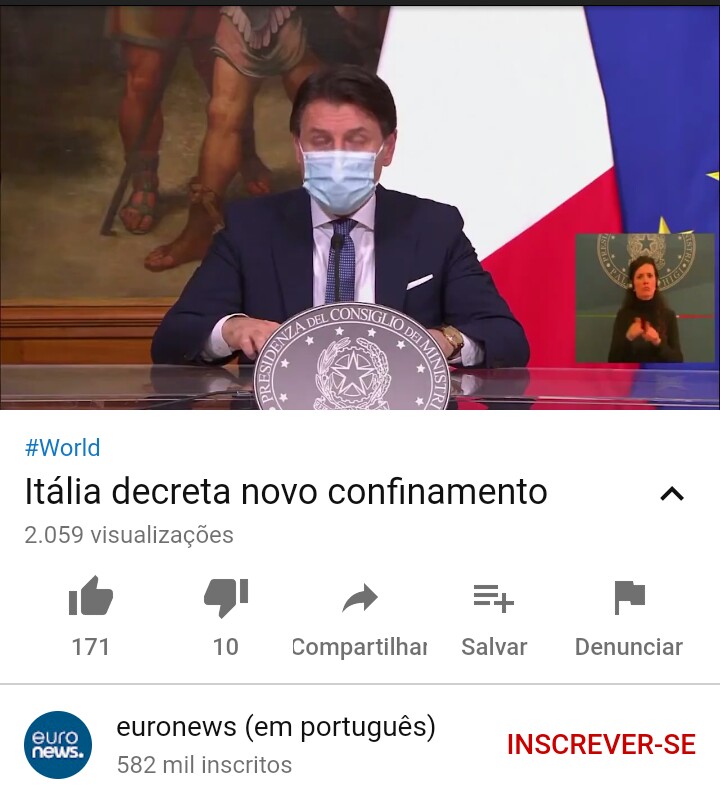 PRESIDENZA DEL CONSIGLIO DEI MINISTRI
#World
Itália decreta novo confinamento
2.059 visualizações
171
10
Compartilhar
Salvar
Denunciar
euro
news.
euronews (em português)
582 mil inscritos
INSCREVER-SE